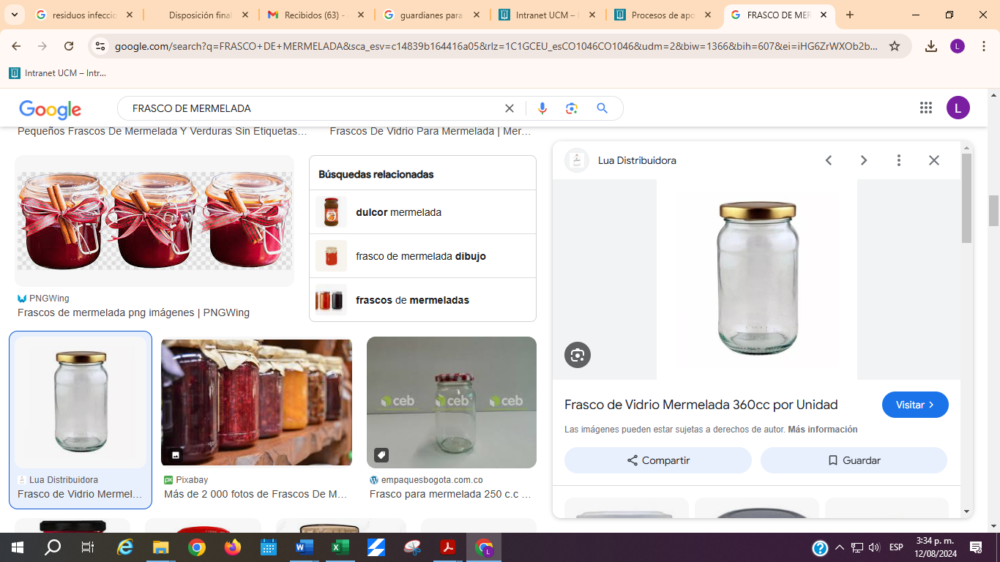 residuos infeccio
Disposición final
Recibidos (63) -
guardianes para
Intranet UCM –
Procesos de apo
FRASCO DE MER
google.com/search?q=FRASCO+DE+MERMELADA&sca_esv=c14839b164416a05&rlz=1C1GCEU_esCO1046CO1046&udm=2&biw=1366&bih=607&ei=iHG6ZrWXOb2b...
L
Intranet UCM – Intr...
Google
FRASCO DE MERMELADA
L
Pequeños Frascos De Mermelada Y Verduras Sin Etiquetas...
Frascos De Vidrio Para Mermelada | Mer...
Búsquedas relacionadas
dulcor mermelada
frasco de mermelada dibujo
frascos de mermeladas
PNGWing
Frascos de mermelada png imágenes | PNGWing
ceb ceb ceb
Lua Distribuidora
Frasco de Vidrio Mermel...
Pixabay
Más de 2 000 fotos de Frascos De M...
empaquesbogota.com.co
Frasco para mermelada 250 c.c ...
Lua Distribuidora
Frasco de Vidrio Mermelada 360cc por Unidad
Visitar
Las imágenes pueden estar sujetas a derechos de autor. Más información
Compartir
Guardar
ESP
3:34 p. m.
12/08/2024